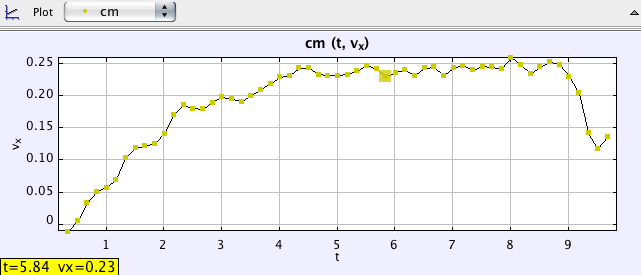 Plot cm
cm (t, vx)
0.25
0.20
0.15
0.10
0.05
0
vx
1 2 3 4 5 6 7 8 9
t
t=5.84 vx=0.23